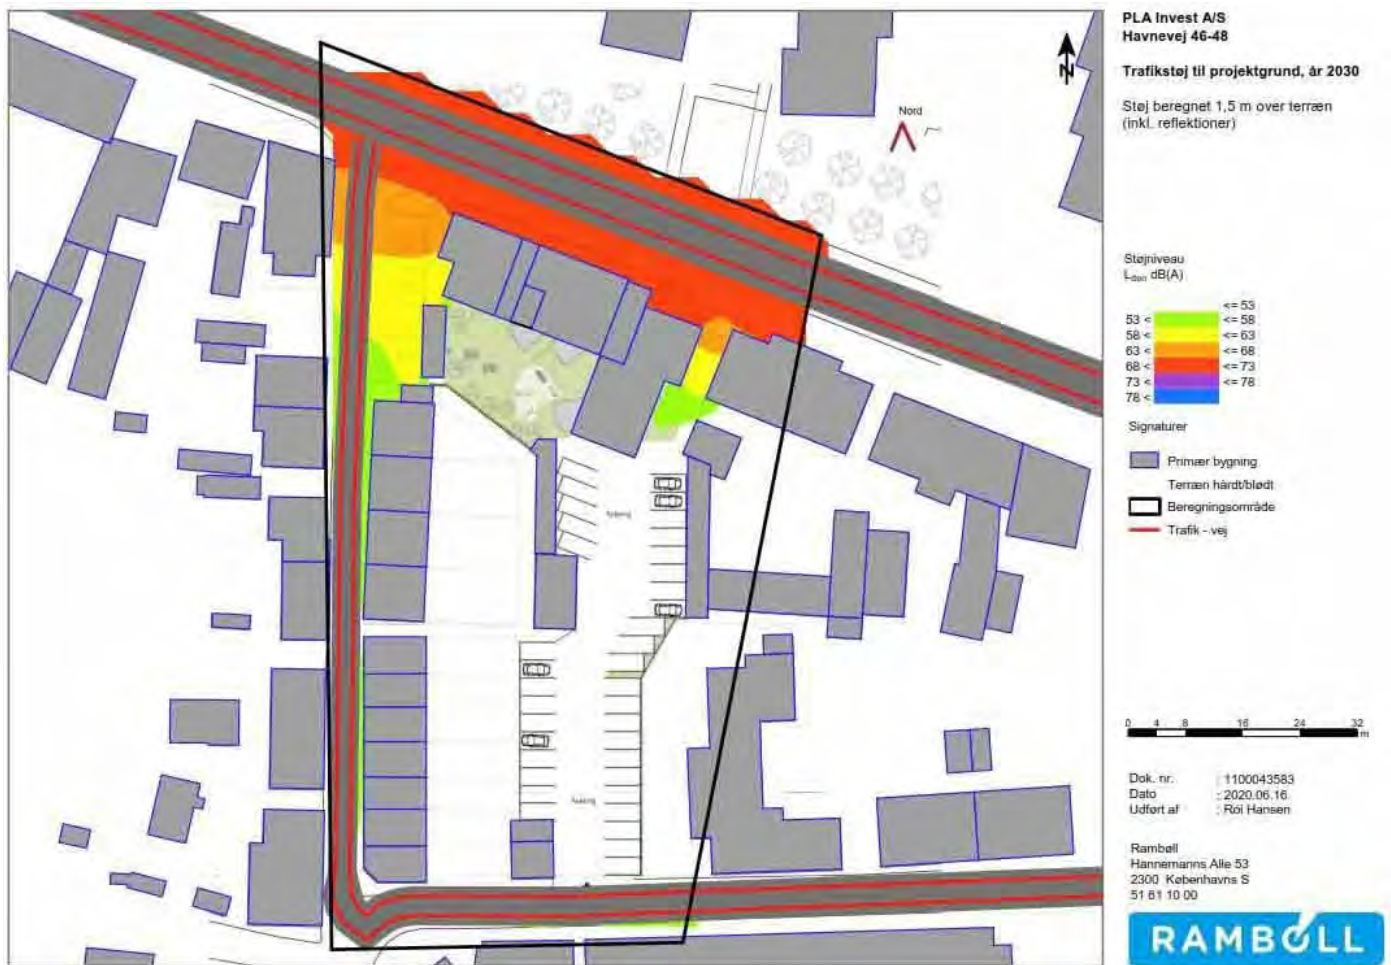 PLA Invest A/S
Havnevej 46-48
Trafikstøj til projektgrund, år 2030
Støj beregnet 1,5 m over terræn
(inkl. reflektioner)
N
Nord
Støjniveau
Lden dB(A)
<= 53
53 < <= 58
58 < <= 63
63 < <= 68
68 < <= 73
73 < <= 78
78 <
Signaturer
Primær bygning
Terræn hårdt/blødt
Beregningsområde
Trafik - vej
0 4 8 16 24 32
m
Dok. nr. : 1100043583
Dato : 2020.06.16
Udført af : Rói Hansen
Rambøll
Hannemanns Alle 53
2300 Københavns S
51 61 10 00
RAMBOLL